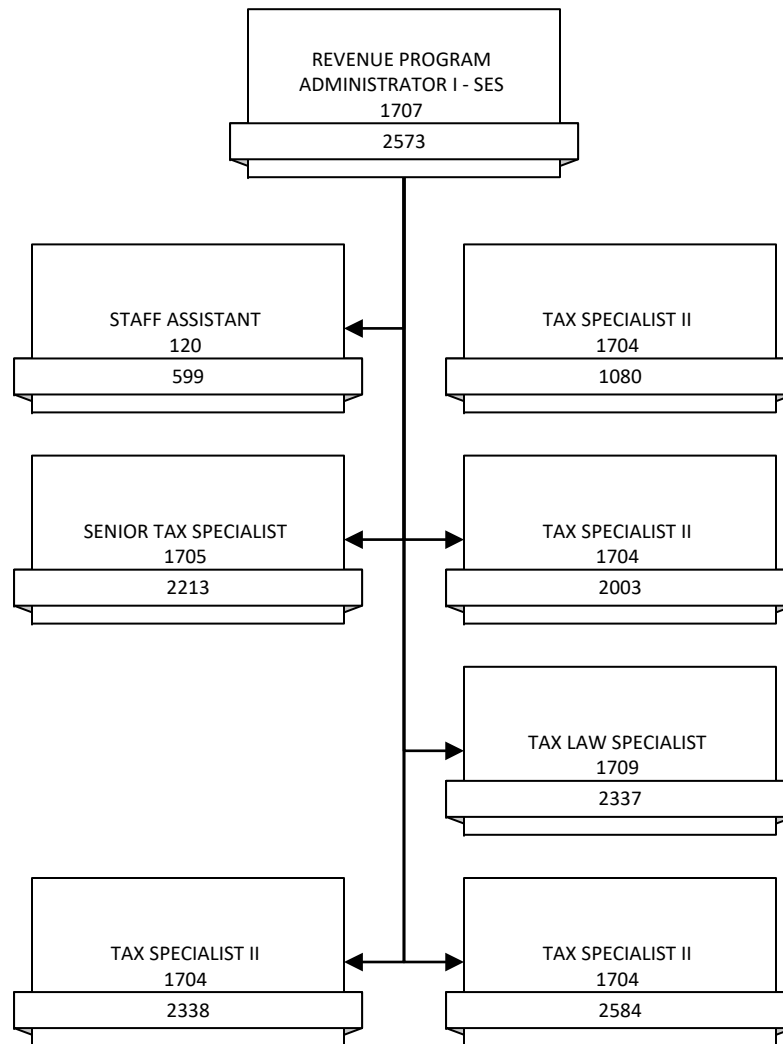 REVENUE PROGRAM
ADMINISTRATOR I - SES
1707
2573
STAFF ASSISTANT
120
599
TAX SPECIALIST II
1704
1080
SENIOR TAX SPECIALIST
1705
2213
TAX SPECIALIST II
1704
2003
TAX LAW SPECIALIST
1709
2337
TAX SPECIALIST II
1704
2338
TAX SPECIALIST II
1704
2584